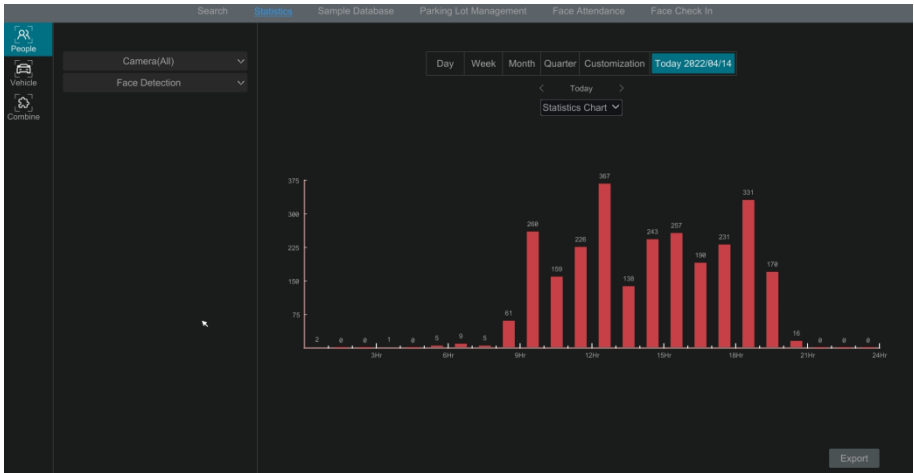 Search Statistics Sample Database Parking Lot Management Face Attendance Face Check In
People
Vehicle
Combine
Camera(All)
Face Detection
Day Week Month Quarter Customization Today 2022/04/14
< Today >
Statistics Chart
375
300
225
150
75
2 0 0 1 0 5 9 5 61 260 159 226 367 138 243 257 190 231 331 170 16 0 0 0
3Hr 6Hr 9Hr 12Hr 15Hr 18Hr 21Hr 24Hr
Export